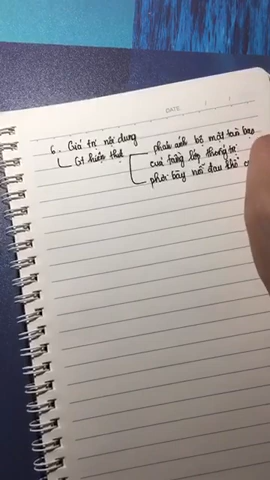 DATE / /
6. Giá trị nội dung
GT hiện thực
phản ánh bộ mặt tàn bạo
của tầng lớp thống trị
phơi bày nỗi đau khổ